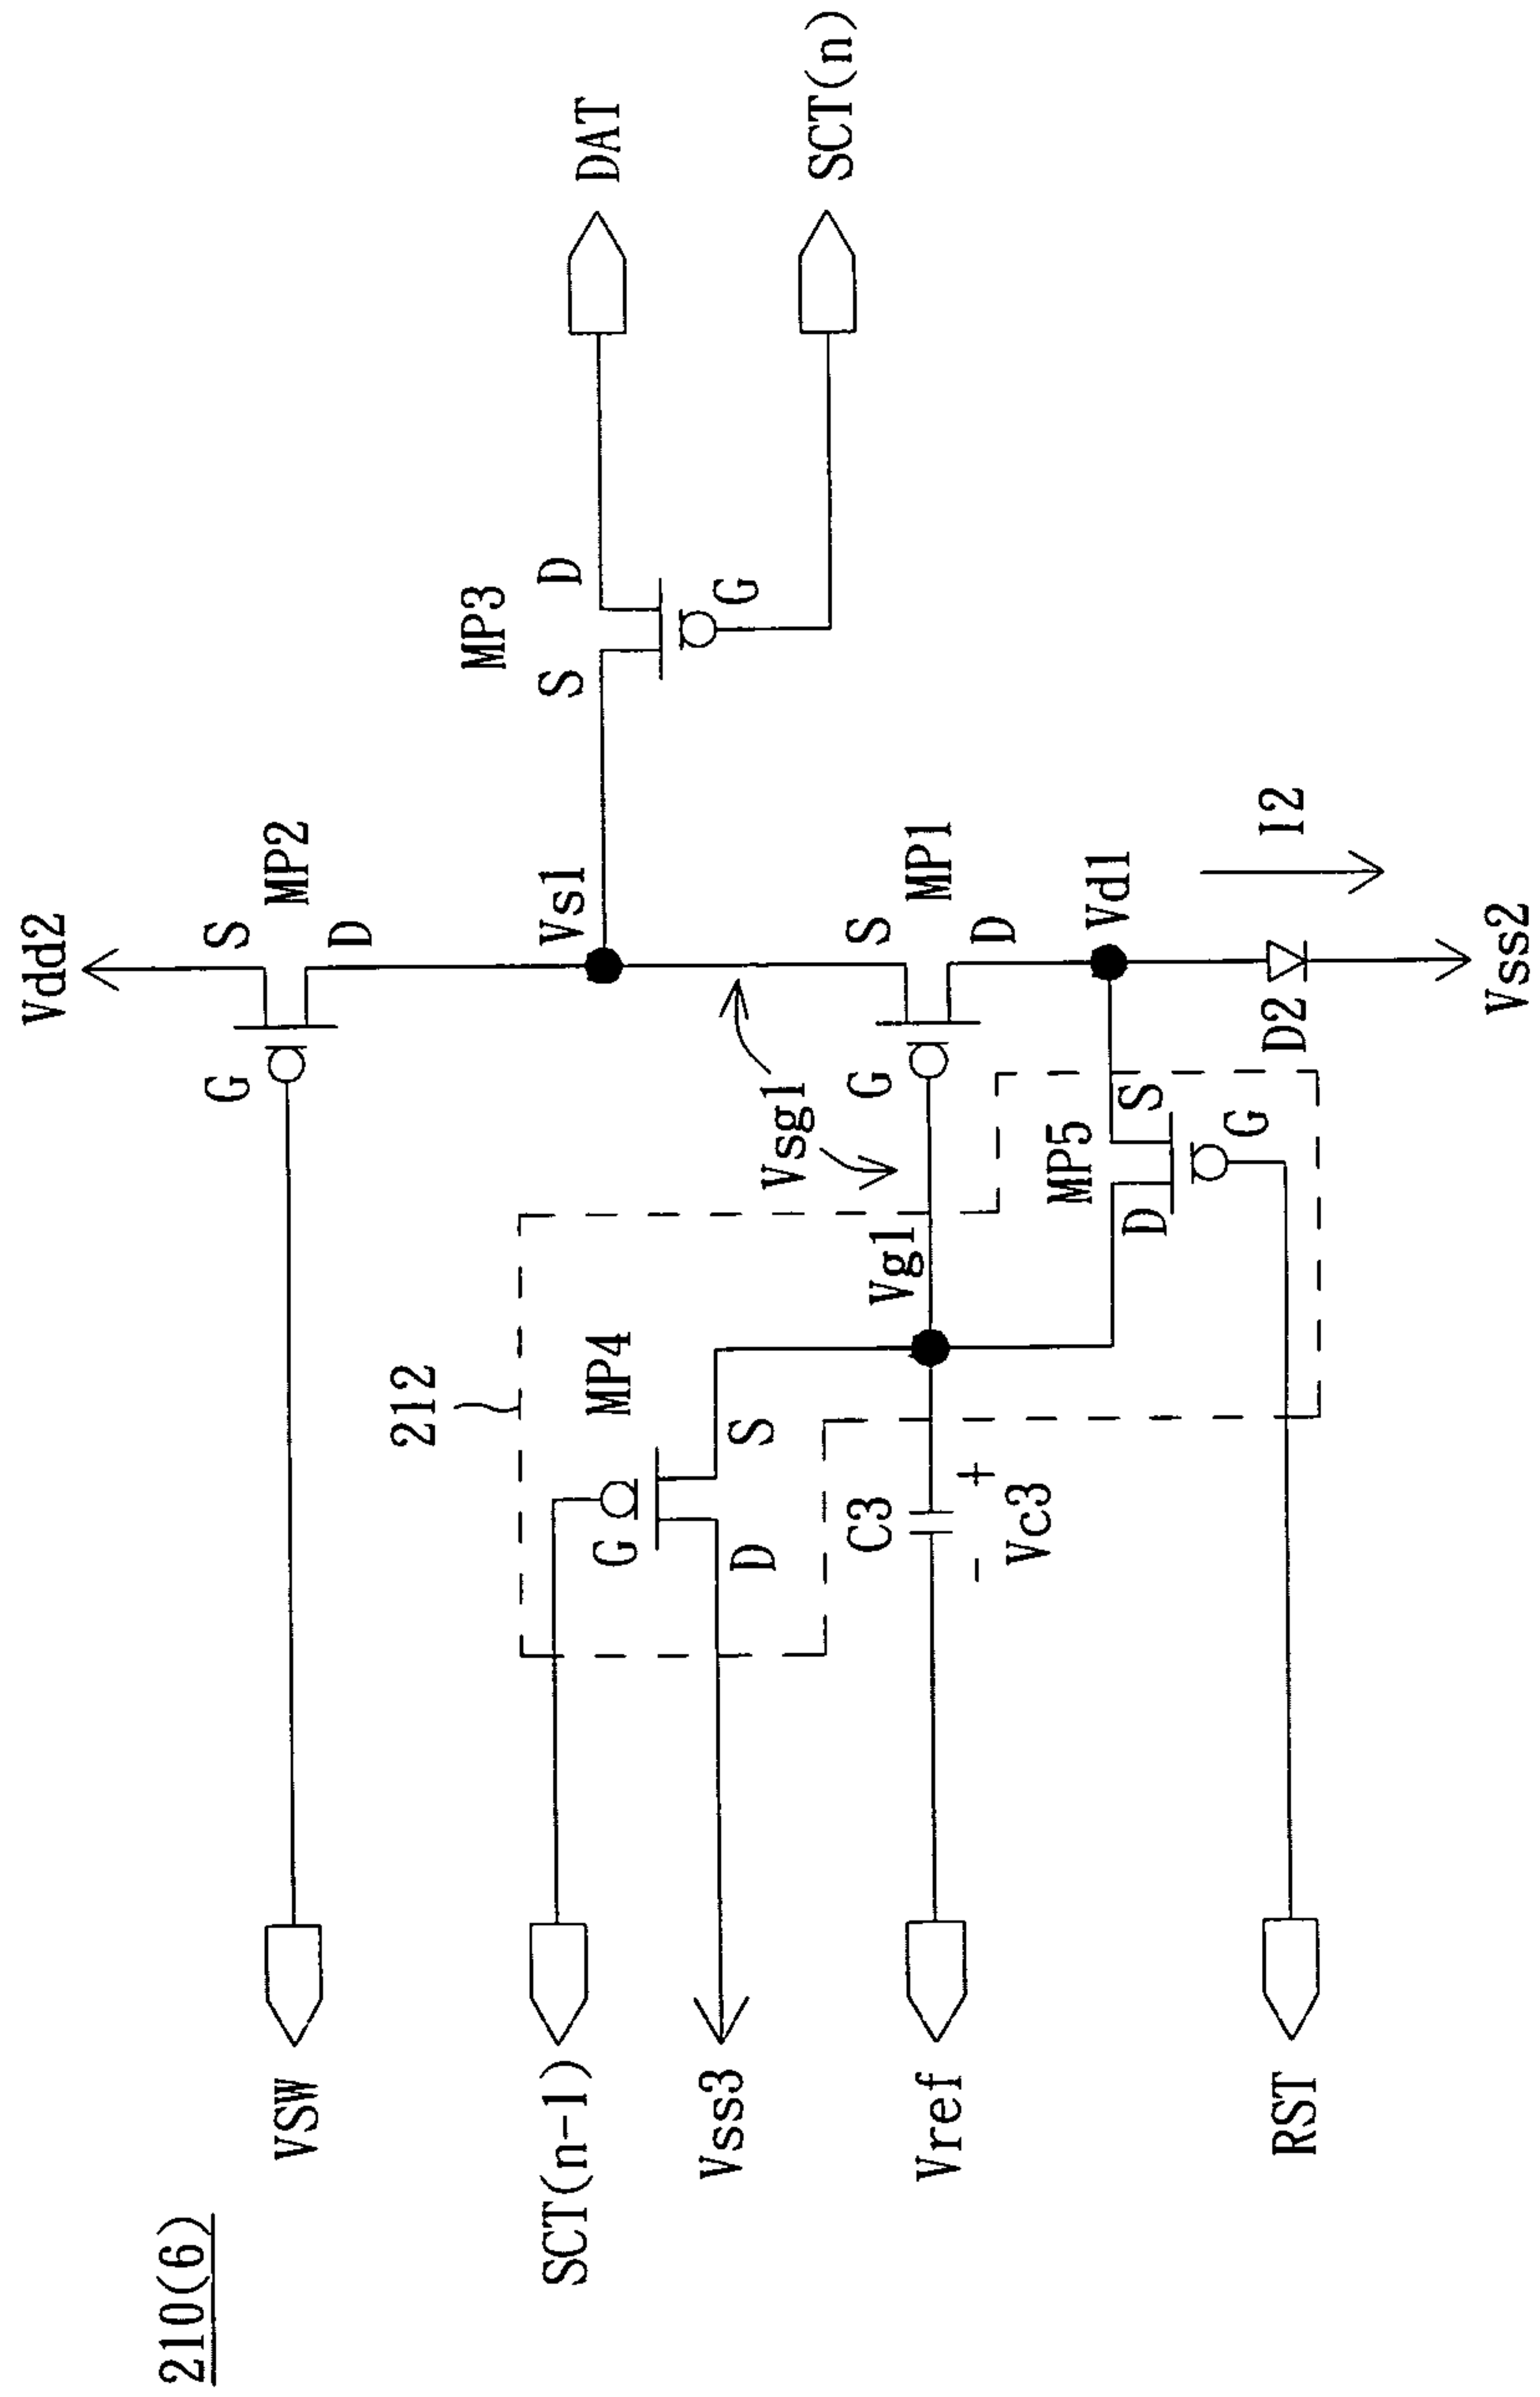 210(6)
Vdd2
S
MP2
G
D
VSW
DAT
MP3
S
D
G
SCT(n)
Vs1
212
SCT(n-1)
MP4
G
S
D
Vss3
Vsg1
S
MP1
G
D
Vg1
C3
+
-
Vc3
Vref
Vd1
MP5
S
D
G
I2
D2
RST
Vss2